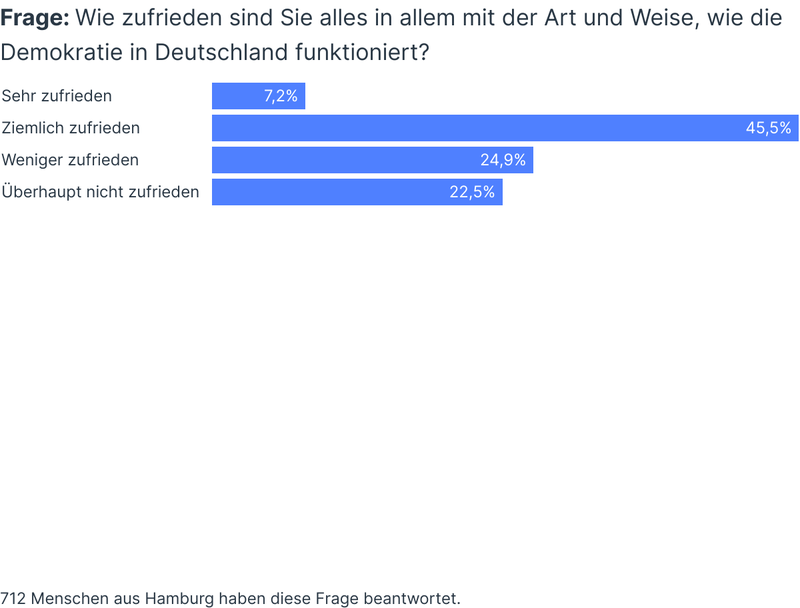 Frage: Wie zufrieden sind Sie alles in allem mit der Art und Weise, wie die
Demokratie in Deutschland funktioniert?
Sehr zufrieden 7,2%
Ziemlich zufrieden 45,5%
Weniger zufrieden 24,9%
Überhaupt nicht zufrieden 22,5%
712 Menschen aus Hamburg haben diese Frage beantwortet.